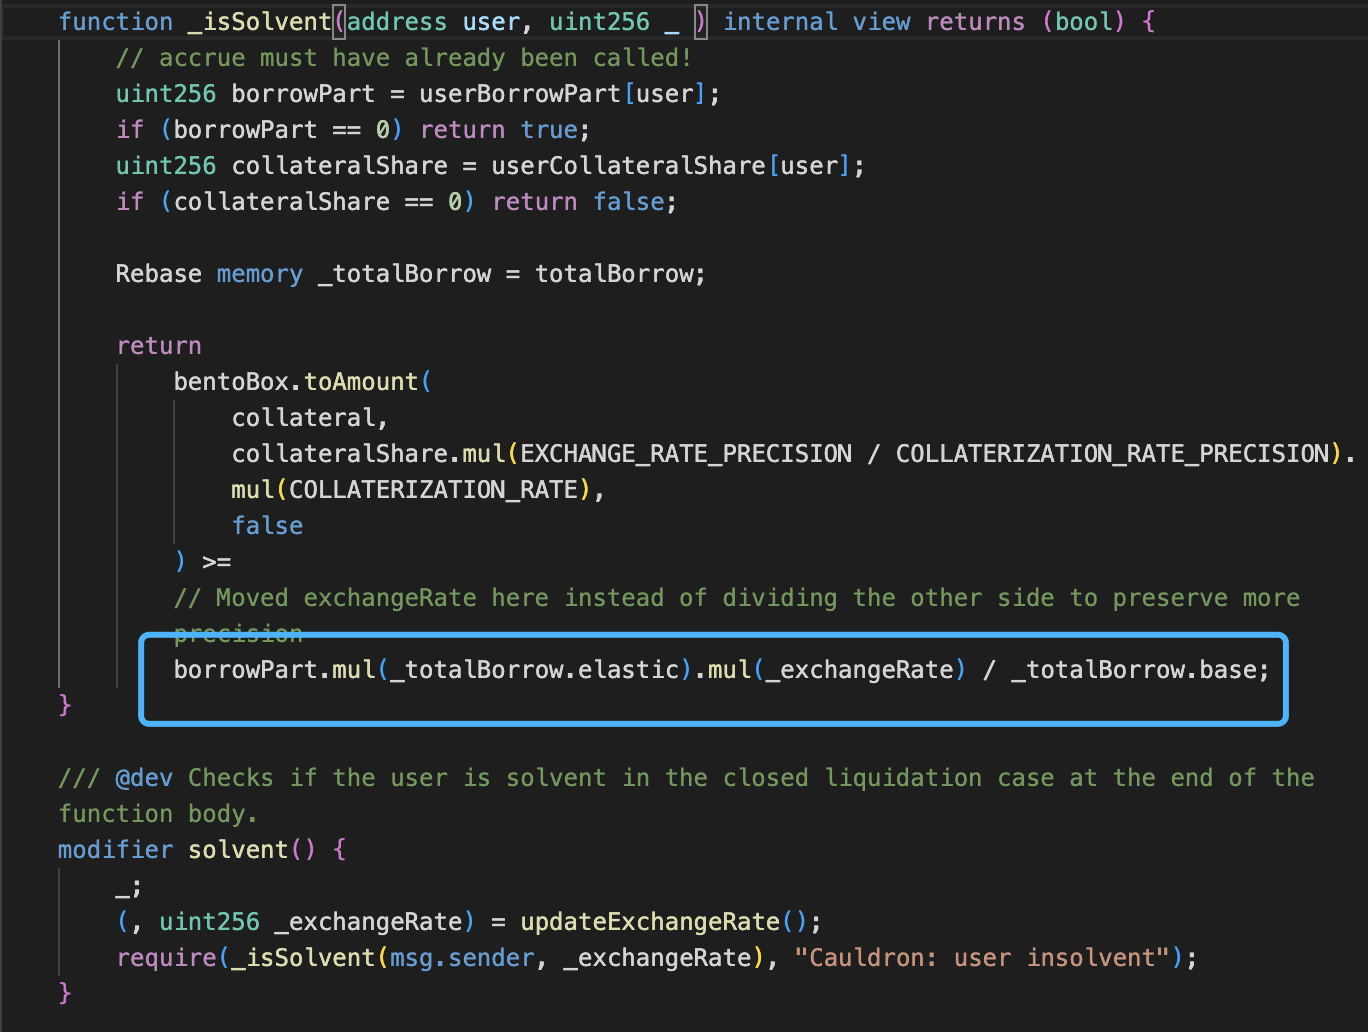 function _isSolvent(address user, uint256 _ ) internal view returns (bool) {
// accrue must have already been called!
uint256 borrowPart = userBorrowPart[user];
if (borrowPart == 0) return true;
uint256 collateralShare = userCollateralShare[user];
if (collateralShare == 0) return false;
Rebase memory _totalBorrow = totalBorrow;
return
bentoBox.toAmount(
collateral,
collateralShare.mul(EXCHANGE_RATE_PRECISION / COLLATERIZATION_RATE_PRECISION).
mul(COLLATERIZATION_RATE),
false
) >=
// Moved exchangeRate here instead of dividing the other side to preserve more
precision
borrowPart.mul(_totalBorrow.elastic).mul(_exchangeRate) / _totalBorrow.base;
}
/// @dev Checks if the user is solvent in the closed liquidation case at the end of the
function body.
modifier solvent() {
_;
(, uint256 _exchangeRate) = updateExchangeRate();
require(_isSolvent(msg.sender, _exchangeRate), "Cauldron: user insolvent");
}